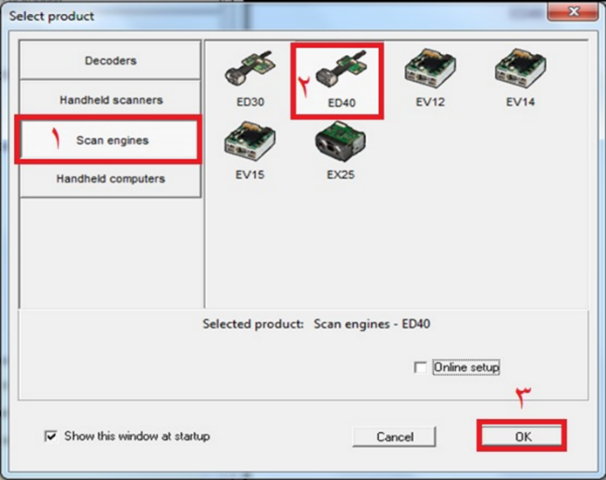 Select product
Decoders
Handheld scanners
١ Scan engines
Handheld computers
ED30
٢ ED40
EV12
EV14
EV15
EX25
Selected product: Scan engines - ED40
Online setup
٣
Show this window at startup
Cancel
OK